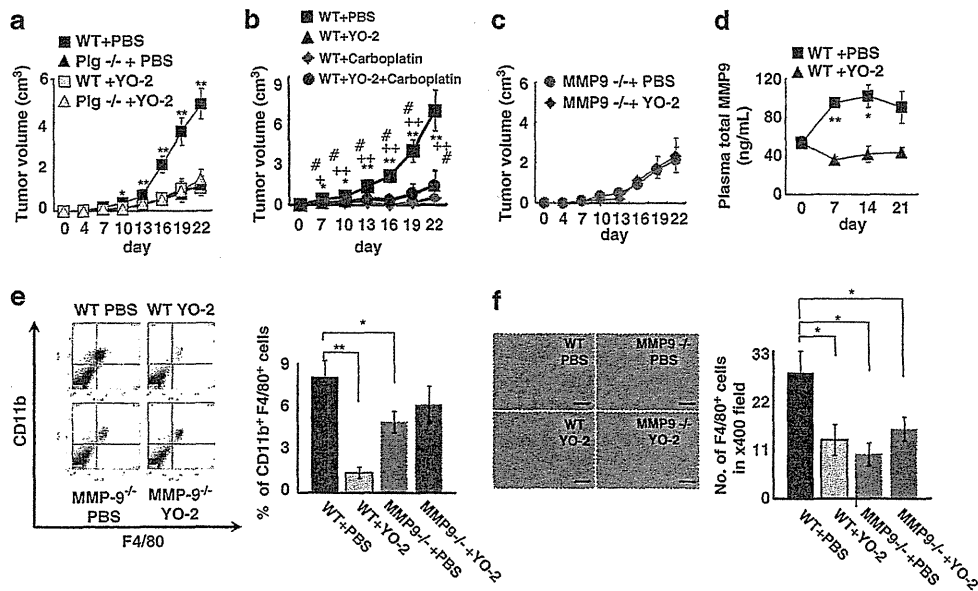 a
WT+PBS
Plg -/- + PBS
WT +YO-2
Plg -/- +YO-2
Tumor volume (cm³)
6
4
2
0
**
**
**
**
*
0 4 7 10 13 16 19 22
day
b
WT+PBS
WT+YO-2
WT+Carboplatin
WT+YO-2+Carboplatin
Tumor volume (cm³)
9
6
3
0
#
*
#
++
*
#
++
**
#
++
**
#
++
**
**
++
#
0 7 10 13 16 19 22
day
c
MMP9 -/-+ PBS
MMP9 -/-+ YO-2
Tumor volume (cm³)
6
5
4
3
2
1
0
0 4 7 10 13 16 19 22
day
d
WT +PBS
WT +YO-2
Plasma total MMP9
(ng/mL)
120
80
40
0
**
*
0 7 14 21
day
e
WT PBS WT YO-2
CD11b
MMP-9-/- MMP-9-/-
PBS YO-2
F4/80
% of CD11b+ F4/80+ cells
9
6
3
0
*
**
WT+PBS
WT+YO-2
MMP9-/-+PBS
MMP9-/-+YO-2
f
WT
PBS
MMP9 -/-
PBS
WT
YO-2
MMP9 -/-
YO-2
No. of F4/80+ cells
in x400 field
33
22
11
0
*
*
*
WT+PBS
WT+YO2
MMP9-/-+PBS
MMP9-/-+YO-2